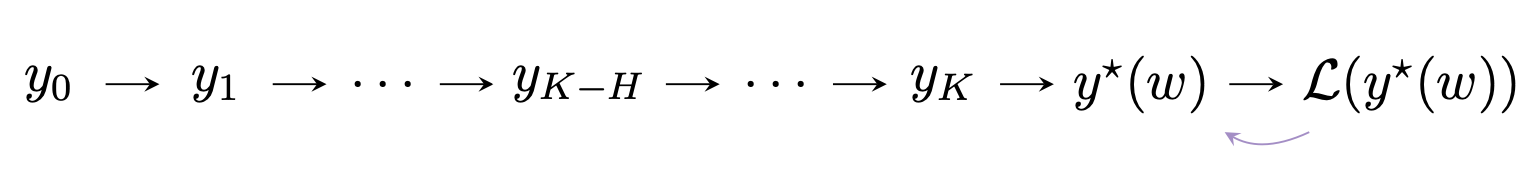 y₀ → y₁ → ⋯ → y_{K−H} → ⋯ → y_K → y*(w) → 𝓛(y*(w))